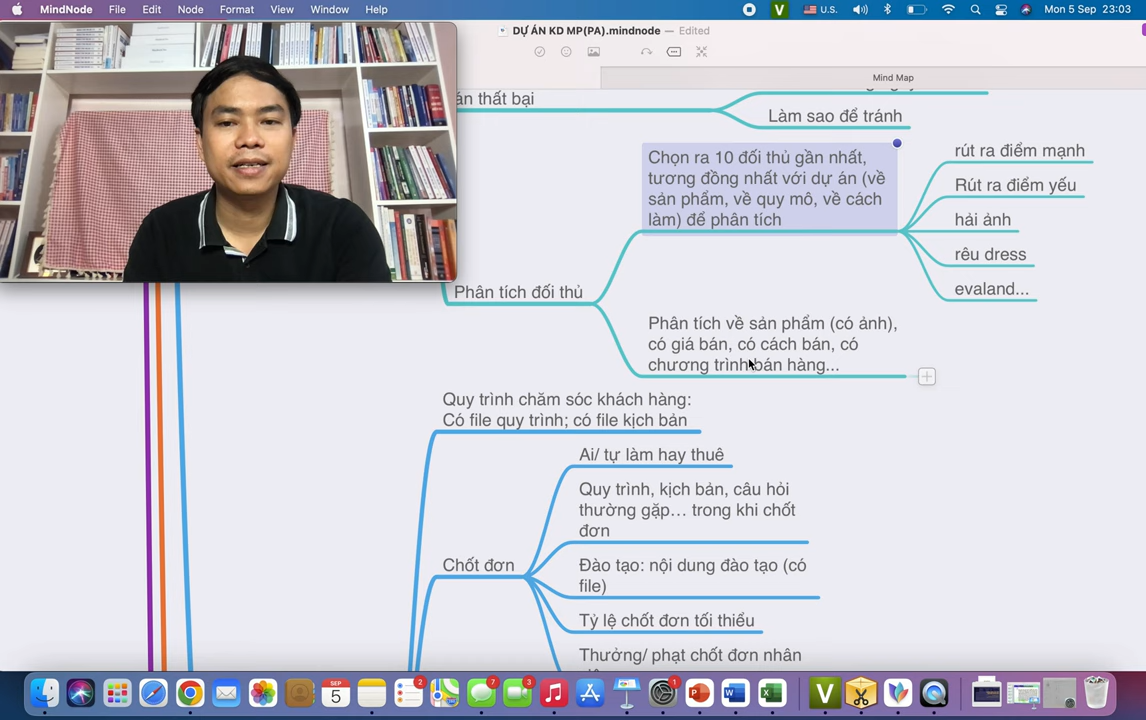 MindNode File Edit Node Format View Window Help
V U.S. Mon 5 Sep 23:03
DỰ ÁN KD MP(PA).mindnode — Edited
Mind Map
án thất bại
Làm sao để tránh
Chọn ra 10 đối thủ gần nhất,
tương đồng nhất với dự án (về
sản phẩm, về quy mô, về cách
làm) để phân tích
rút ra điểm mạnh
Rút ra điểm yếu
hải ảnh
rêu dress
evaland...
Phân tích đối thủ
Phân tích về sản phẩm (có ảnh),
có giá bán, có cách bán, có
chương trình bán hàng...
Quy trình chăm sóc khách hàng:
Có file quy trình; có file kịch bản
Chốt đơn
Ai/ tự làm hay thuê
Quy trình, kịch bản, câu hỏi
thường gặp… trong khi chốt
đơn
Đào tạo: nội dung đào tạo (có
file)
Tỷ lệ chốt đơn tối thiểu
Thưởng/ phạt chốt đơn nhân
SEP
5
2
7
3
1
P
W
X
V